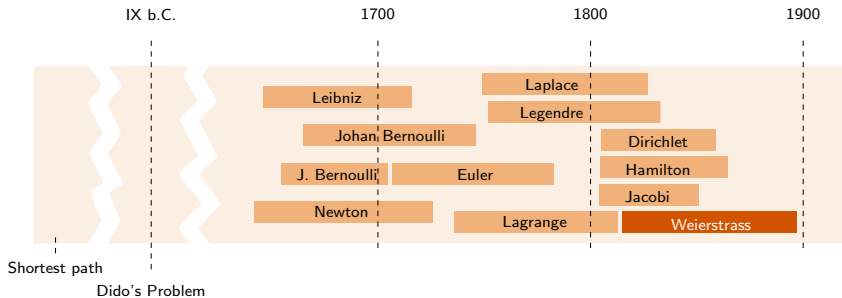 IX b.C. 1700 1800 1900
Laplace
Leibniz
Legendre
Johan Bernoulli
Dirichlet
J. Bernoulli Euler
Hamilton
Jacobi
Newton
Lagrange
Weierstrass
Shortest path
Dido's Problem